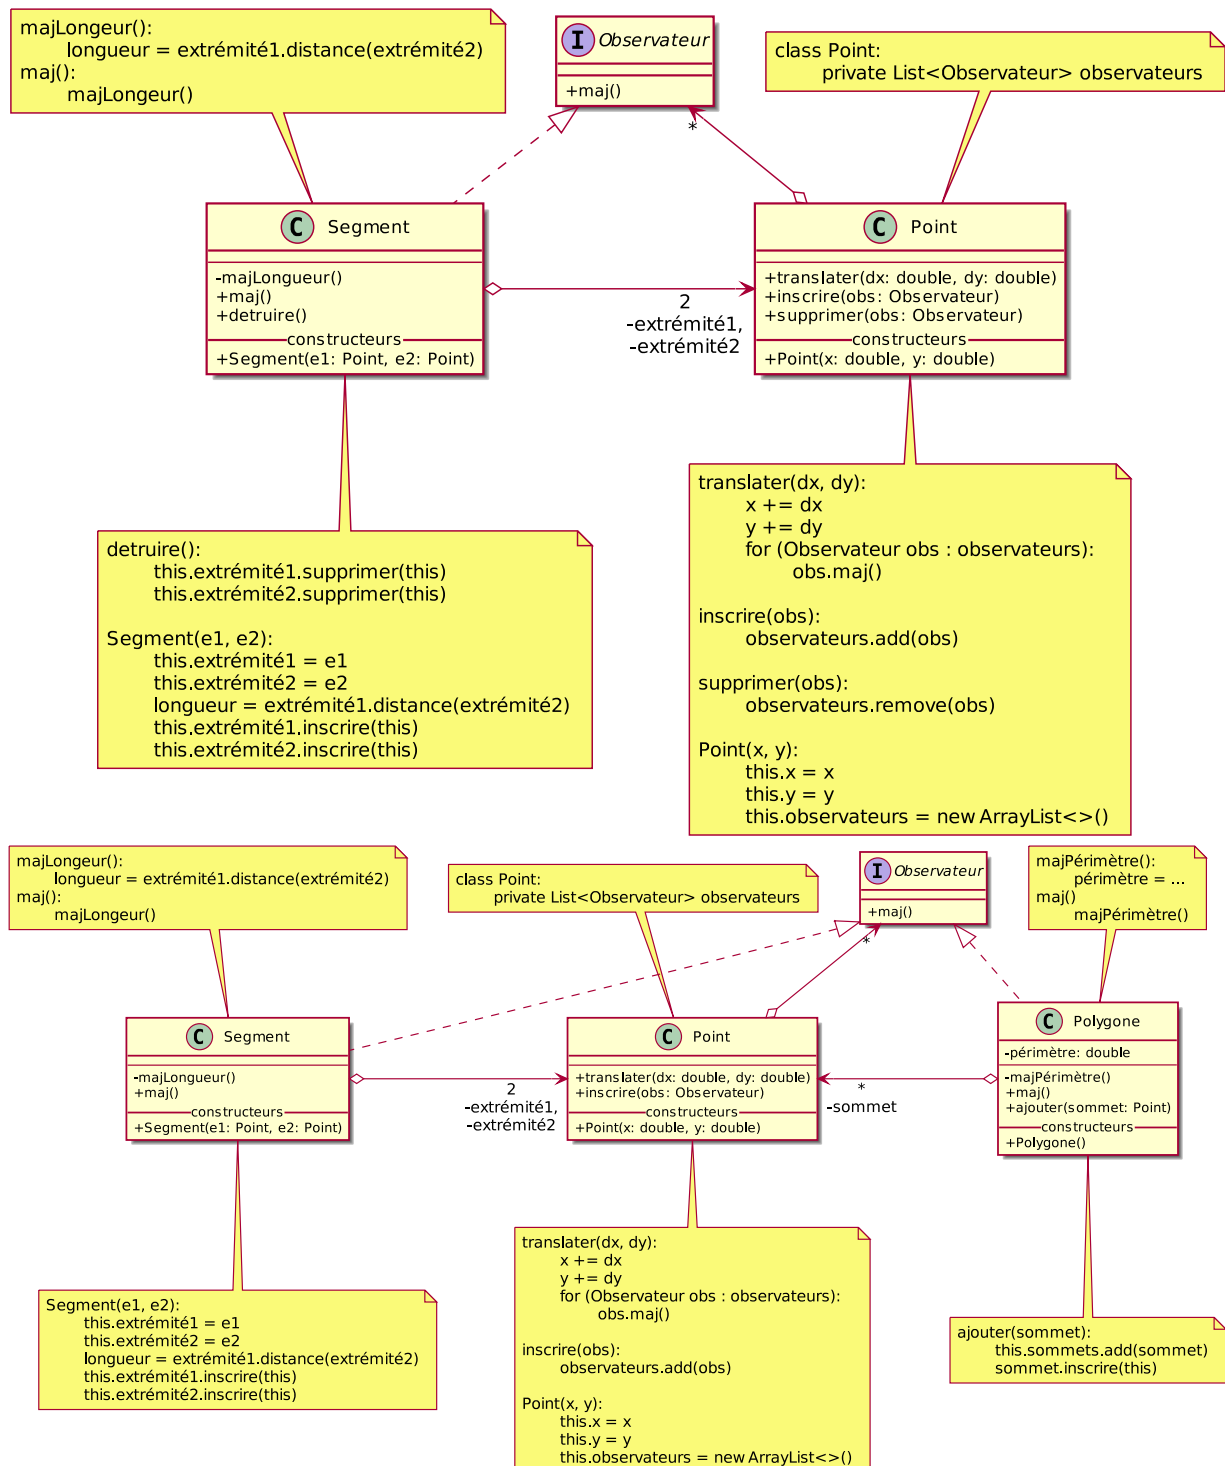 majLongeur():
longueur = extrémité1.distance(extrémité2)
maj():
majLongeur()
I Observateur
+maj()
class Point:
private List<Observateur> observateurs
*
C Segment
-majLongueur()
+maj()
+detruire()
constructeurs
+Segment(e1: Point, e2: Point)
2
-extrémité1,
-extrémité2
C Point
+translater(dx: double, dy: double)
+inscrire(obs: Observateur)
+supprimer(obs: Observateur)
constructeurs
+Point(x: double, y: double)
detruire():
this.extrémité1.supprimer(this)
this.extrémité2.supprimer(this)
Segment(e1, e2):
this.extrémité1 = e1
this.extrémité2 = e2
longueur = extrémité1.distance(extrémité2)
this.extrémité1.inscrire(this)
this.extrémité2.inscrire(this)
translater(dx, dy):
x += dx
y += dy
for (Observateur obs : observateurs):
obs.maj()
inscrire(obs):
observateurs.add(obs)
supprimer(obs):
observateurs.remove(obs)
Point(x, y):
this.x = x
this.y = y
this.observateurs = new ArrayList<>()
majLongeur():
longueur = extrémité1.distance(extrémité2)
maj():
majLongeur()
class Point:
private List<Observateur> observateurs
I Observateur
+maj()
majPérimètre():
périmètre = ...
maj()
majPérimètre()
*
C Segment
-majLongueur()
+maj()
constructeurs
+Segment(e1: Point, e2: Point)
2
-extrémité1,
-extrémité2
C Point
+translater(dx: double, dy: double)
+inscrire(obs: Observateur)
constructeurs
+Point(x: double, y: double)
*
-sommet
C Polygone
-périmètre: double
-majPérimètre()
+maj()
+ajouter(sommet: Point)
constructeurs
+Polygone()
Segment(e1, e2):
this.extrémité1 = e1
this.extrémité2 = e2
longueur = extrémité1.distance(extrémité2)
this.extrémité1.inscrire(this)
this.extrémité2.inscrire(this)
translater(dx, dy):
x += dx
y += dy
for (Observateur obs : observateurs):
obs.maj()
inscrire(obs):
observateurs.add(obs)
Point(x, y):
this.x = x
this.y = y
this.observateurs = new ArrayList<>()
ajouter(sommet):
this.sommets.add(sommet)
sommet.inscrire(this)